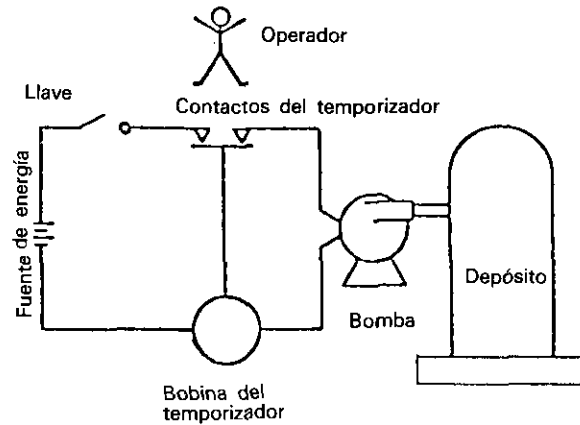 Operador
Llave
Contactos del temporizador
Fuente de energía
Depósito
Bomba
Bobina del
temporizador